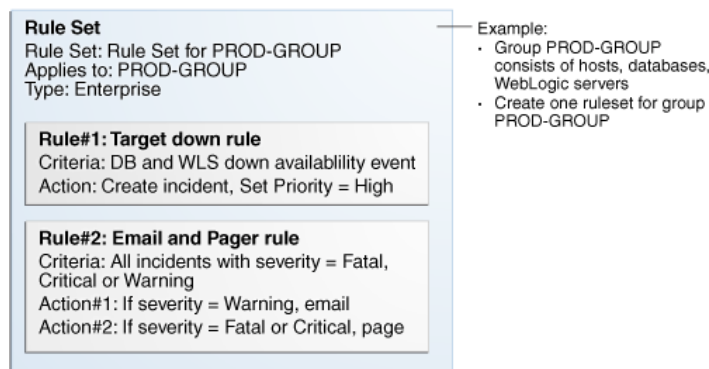 Rule Set
Rule Set: Rule Set for PROD-GROUP
Applies to: PROD-GROUP
Type: Enterprise
Rule#1: Target down rule
Criteria: DB and WLS down availablility event
Action: Create incident, Set Priority = High
Rule#2: Email and Pager rule
Criteria: All incidents with severity = Fatal,
Critical or Warning
Action#1: If severity = Warning, email
Action#2: If severity = Fatal or Critical, page
Example:
• Group PROD-GROUP
consists of hosts, databases,
WebLogic servers
• Create one ruleset for group
PROD-GROUP